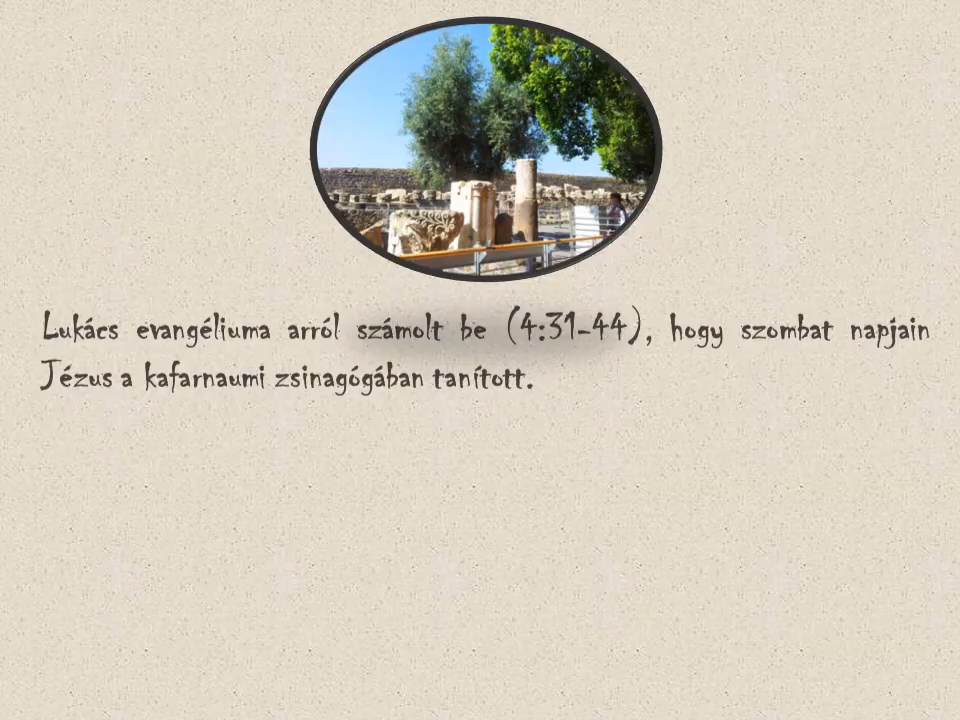 Lukács evangéliuma arról számolt be (4:31-44), hogy szombat napjain
Jézus a kafarnaumi zsinagógában tanított.